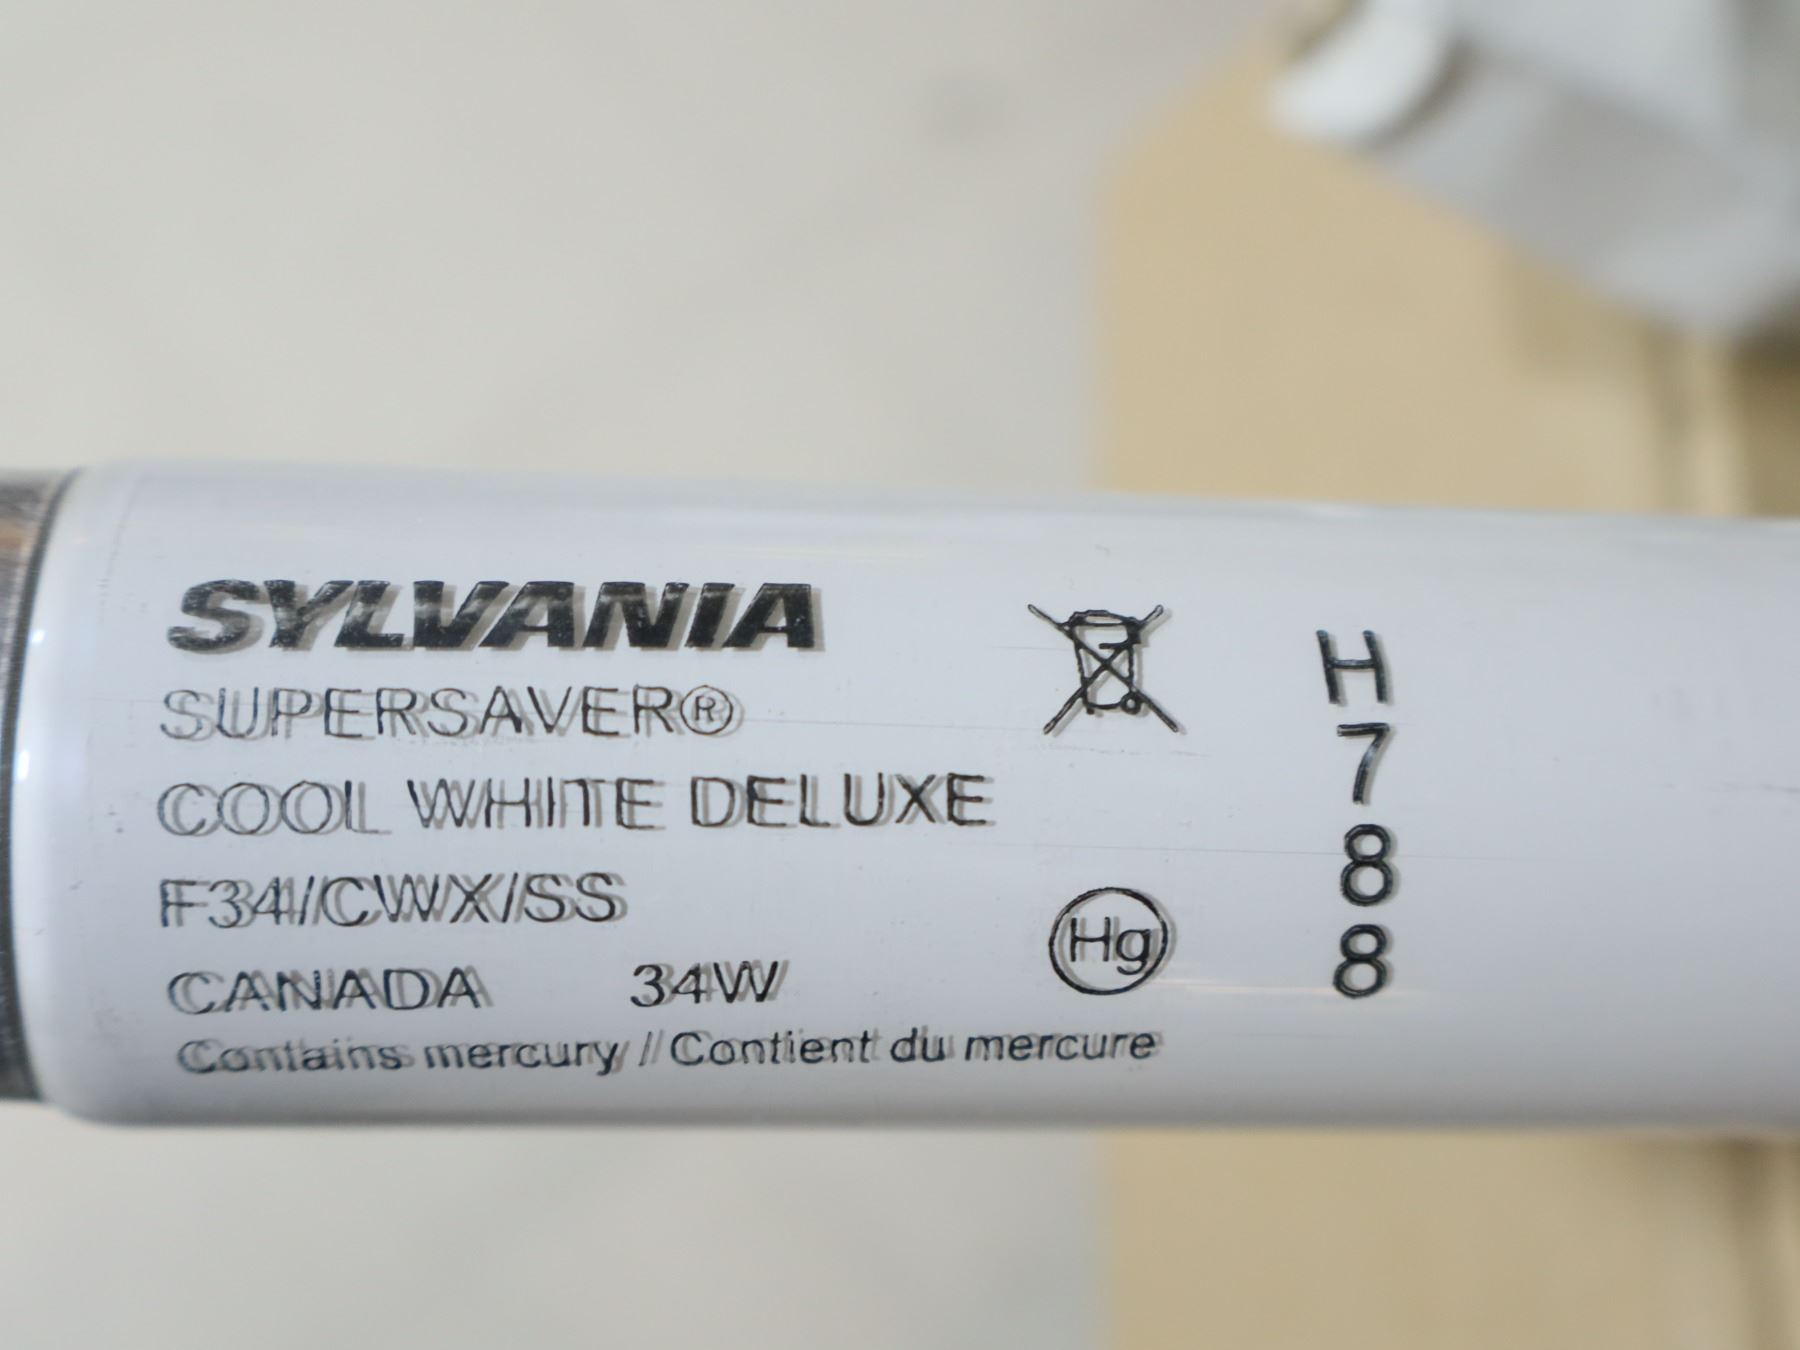 SYLVANIA
SUPERSAVER®
COOL WHITE DELUXE
F34/CWX/SS
CANADA 34W
Contains mercury // Contient du mercure
Hg
H
7
8
8